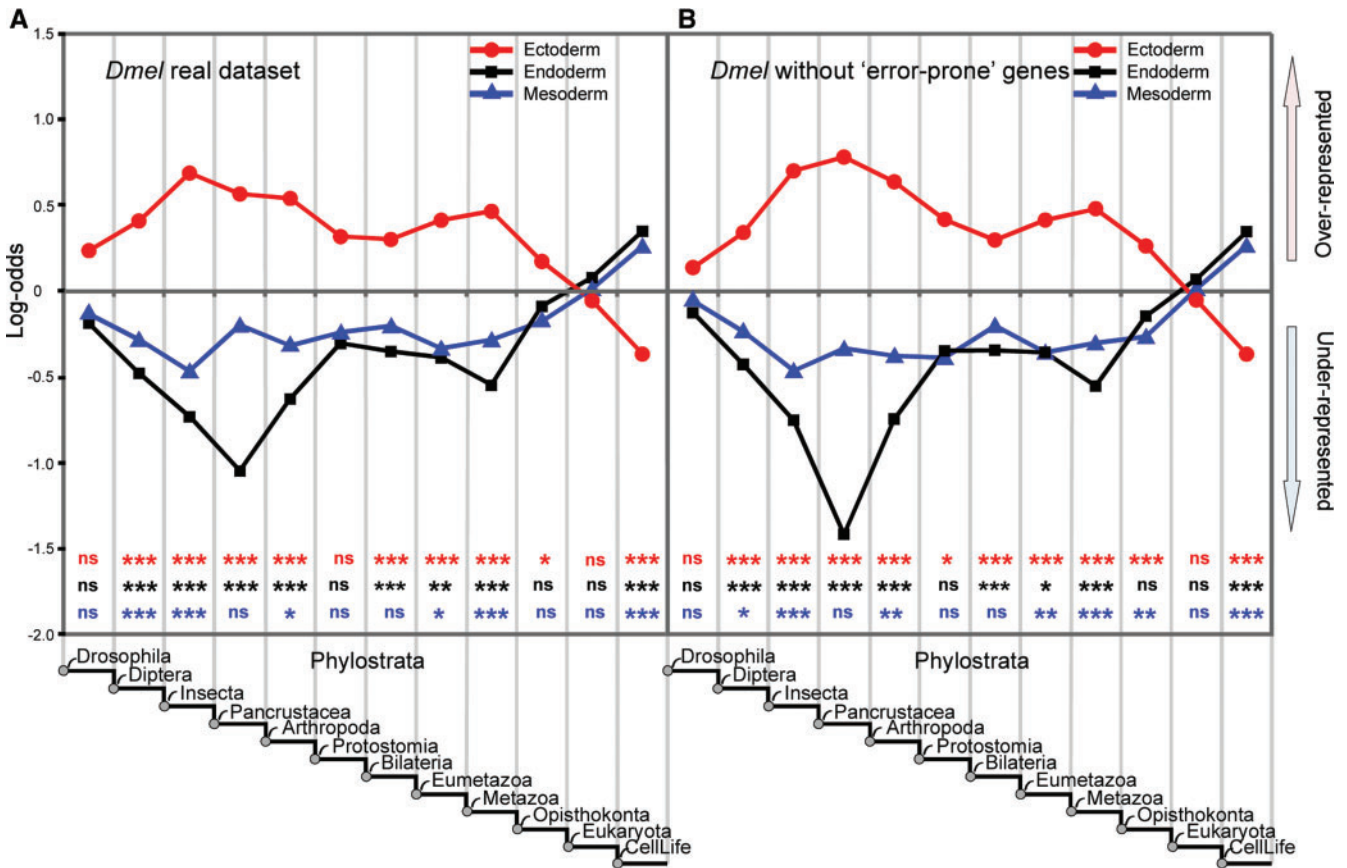 A
B
1.5
1.0
0.5
0
-0.5
-1.0
-1.5
-2.0
Log-odds
Dmel real dataset
Ectoderm
Endoderm
Mesoderm
Dmel without 'error-prone' genes
Ectoderm
Endoderm
Mesoderm
Over-represented
Under-represented
ns *** *** *** *** ns *** *** *** * ns ***
ns *** *** *** *** ns *** ** *** ns ns ***
ns *** *** ns * ns ns * *** ns ns ***
ns *** *** *** *** * *** *** *** *** ns ***
ns *** *** *** *** ns *** * *** ns ns ***
ns * *** ns ** ns ns ** *** ** ns ***
Phylostrata
Drosophila
Diptera
Insecta
Pancrustacea
Arthropoda
Protostomia
Bilateria
Eumetazoa
Metazoa
Opisthokonta
Eukaryota
CellLife
Phylostrata
Drosophila
Diptera
Insecta
Pancrustacea
Arthropoda
Protostomia
Bilateria
Eumetazoa
Metazoa
Opisthokonta
Eukaryota
CellLife